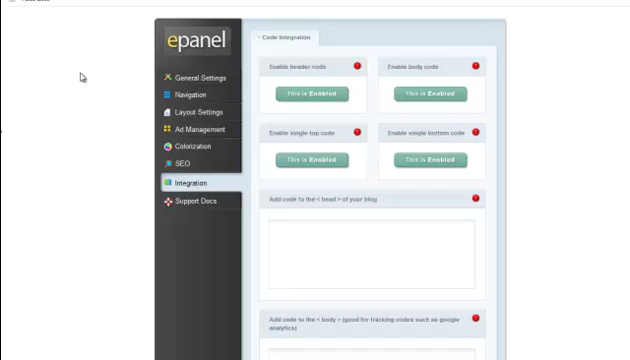 epanel
Code Integration
General Settings
Navigation
Layout Settings
Ad Management
Colorization
SEO
Integration
Support Docs
Enable header code
Enable body code
This is Enabled
This is Enabled
Enable single top code
Enable single bottom code
This is Enabled
This is Enabled
Add code to the < head > of your blog
Add code to the < body > (good for tracking codes such as google
analytics)